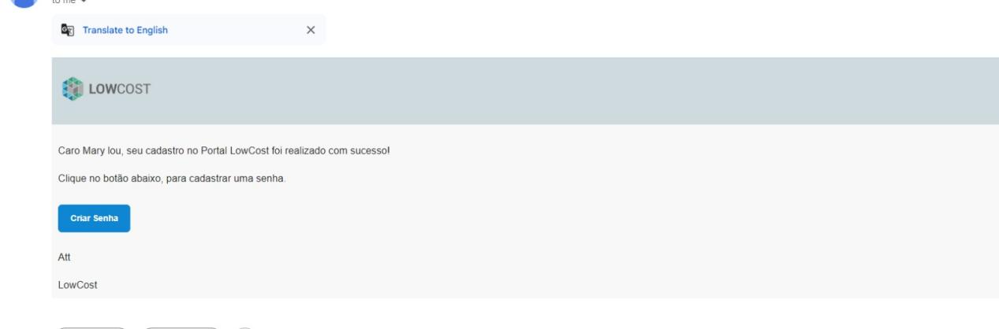 to me
Translate to English
LOWCOST
Caro Mary lou, seu cadastro no Portal LowCost foi realizado com sucesso!
Clique no botão abaixo, para cadastrar uma senha.
Criar Senha
Att
LowCost